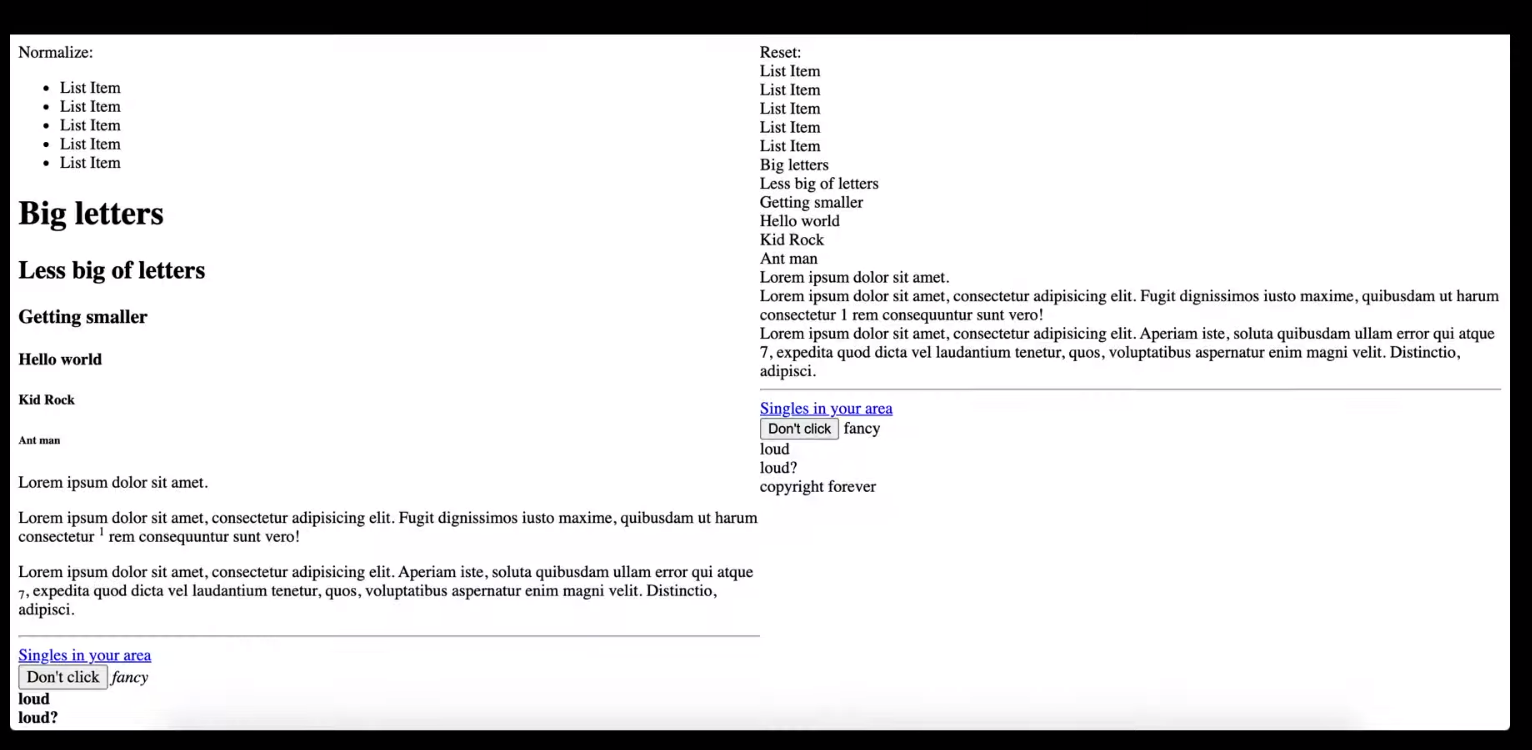 Normalize:
• List Item
• List Item
• List Item
• List Item
• List Item
Big letters
Less big of letters
Getting smaller
Hello world
Kid Rock
Ant man
Lorem ipsum dolor sit amet.
Lorem ipsum dolor sit amet, consectetur adipisicing elit. Fugit dignissimos iusto maxime, quibusdam ut harum
consectetur 1 rem consequuntur sunt vero!
Lorem ipsum dolor sit amet, consectetur adipisicing elit. Aperiam iste, soluta quibusdam ullam error qui atque
7, expedita quod dicta vel laudantium tenetur, quos, voluptatibus aspernatur enim magni velit. Distinctio,
adipisci.
Singles in your area
Don't click fancy
loud
loud?
Reset:
List Item
List Item
List Item
List Item
List Item
Big letters
Less big of letters
Getting smaller
Hello world
Kid Rock
Ant man
Lorem ipsum dolor sit amet.
Lorem ipsum dolor sit amet, consectetur adipisicing elit. Fugit dignissimos iusto maxime, quibusdam ut harum
consectetur 1 rem consequuntur sunt vero!
Lorem ipsum dolor sit amet, consectetur adipisicing elit. Aperiam iste, soluta quibusdam ullam error qui atque
7, expedita quod dicta vel laudantium tenetur, quos, voluptatibus aspernatur enim magni velit. Distinctio,
adipisci.
Singles in your area
Don't click fancy
loud
loud?
copyright forever